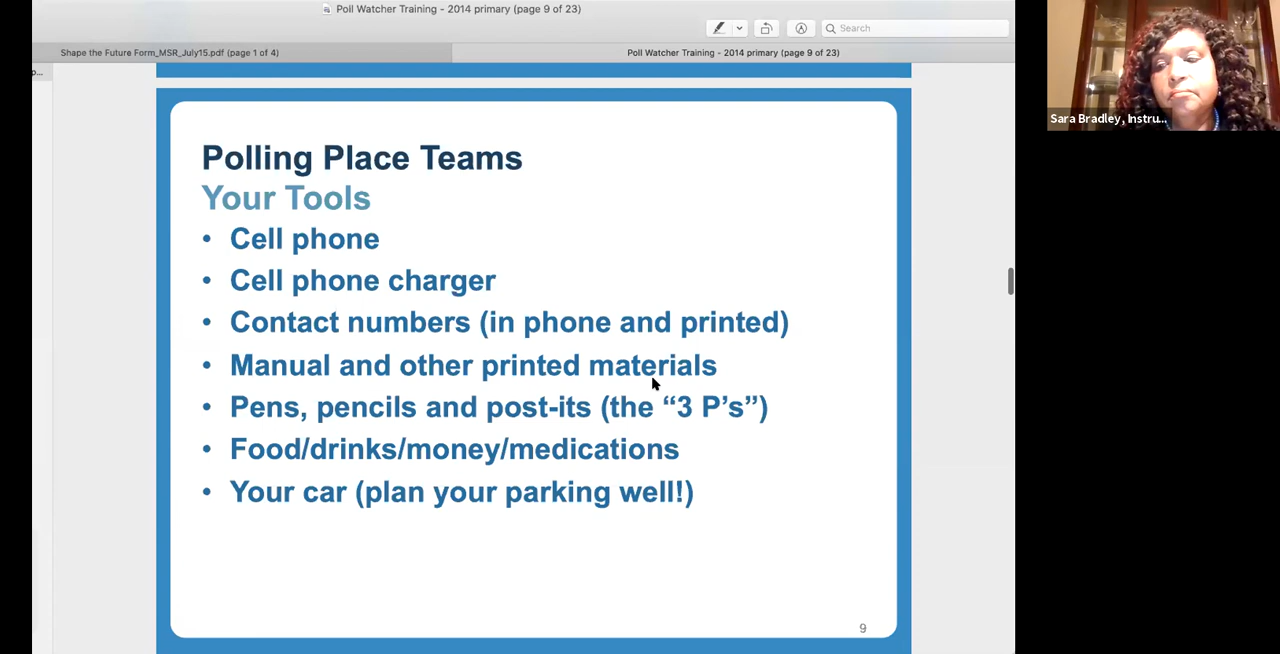 Poll Watcher Training - 2014 primary (page 9 of 23)
Search
Shape the Future Form_MSR_July15.pdf (page 1 of 4)
Poll Watcher Training - 2014 primary (page 9 of 23)
p...
Sara Bradley, Instru...
Polling Place Teams
Your Tools
• Cell phone
• Cell phone charger
• Contact numbers (in phone and printed)
• Manual and other printed materials
• Pens, pencils and post-its (the “3 P’s”)
• Food/drinks/money/medications
• Your car (plan your parking well!)
9